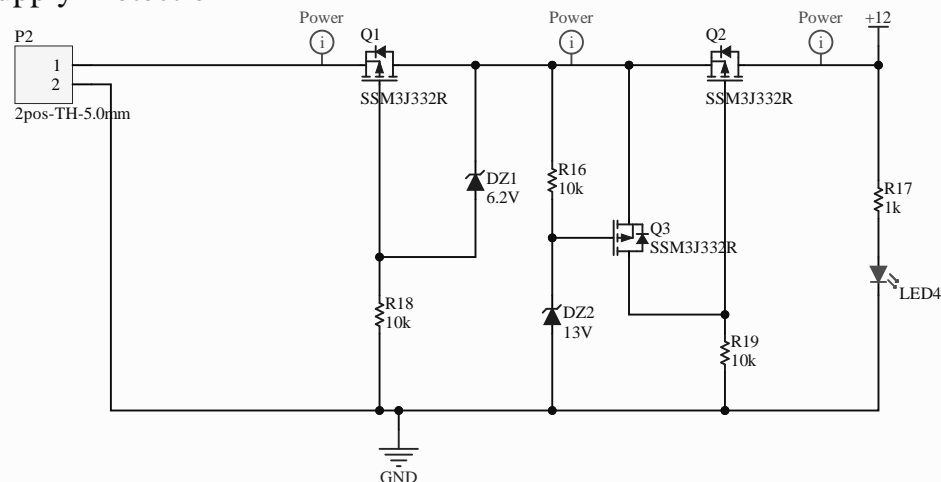 P2
1
2
2pos-TH-5.0mm
Power
i
Q1
SSM3J332R
Power
i
Q2
SSM3J332R
Power
i
+12
DZ1
6.2V
R16
10k
Q3
SSM3J332R
R17
1k
LED4
R18
10k
DZ2
13V
R19
10k
GND